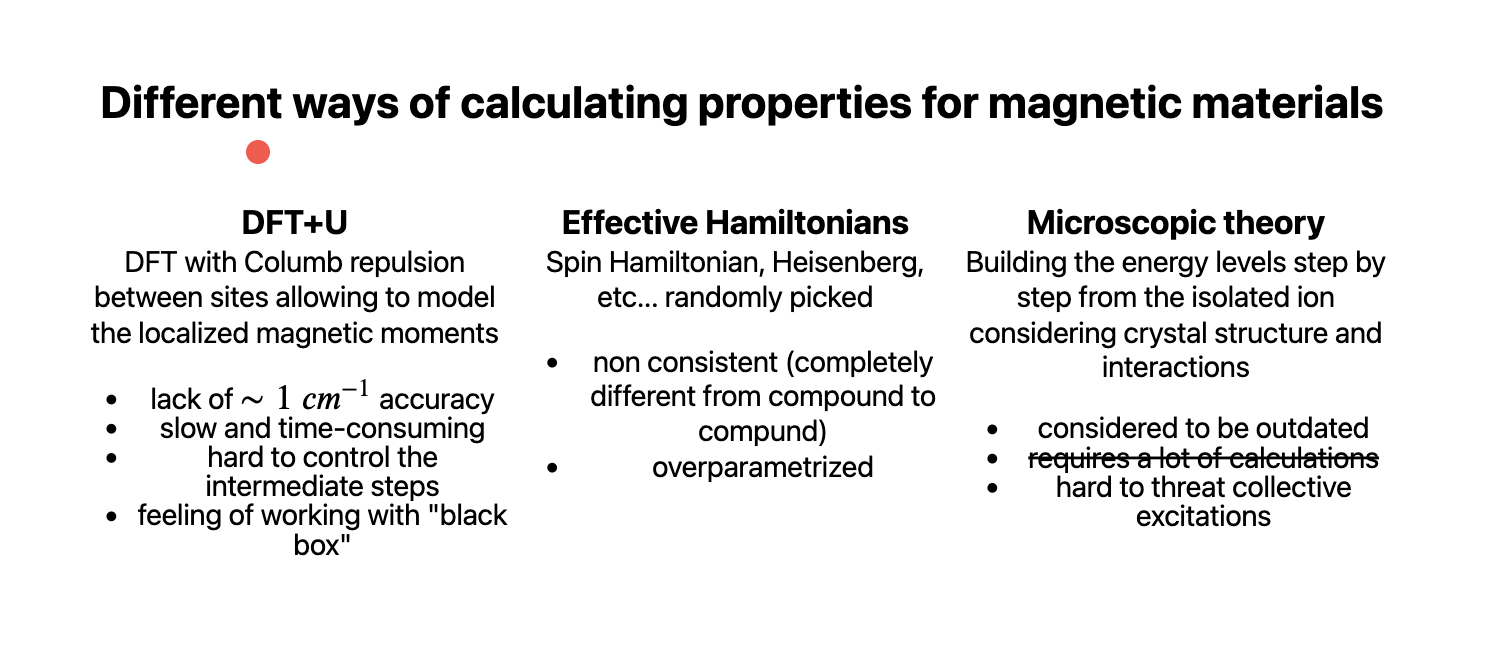 Different ways of calculating properties for magnetic materials
DFT+U
DFT with Columb repulsion
between sites allowing to model
the localized magnetic moments
• lack of ~ 1 cm⁻¹ accuracy
• slow and time-consuming
• hard to control the
intermediate steps
• feeling of working with "black
box"
Effective Hamiltonians
Spin Hamiltonian, Heisenberg,
etc... randomly picked
• non consistent (completely
different from compound to
compund)
• overparametrized
Microscopic theory
Building the energy levels step by
step from the isolated ion
considering crystal structure and
interactions
• considered to be outdated
• requires a lot of calculations
• hard to threat collective
excitations